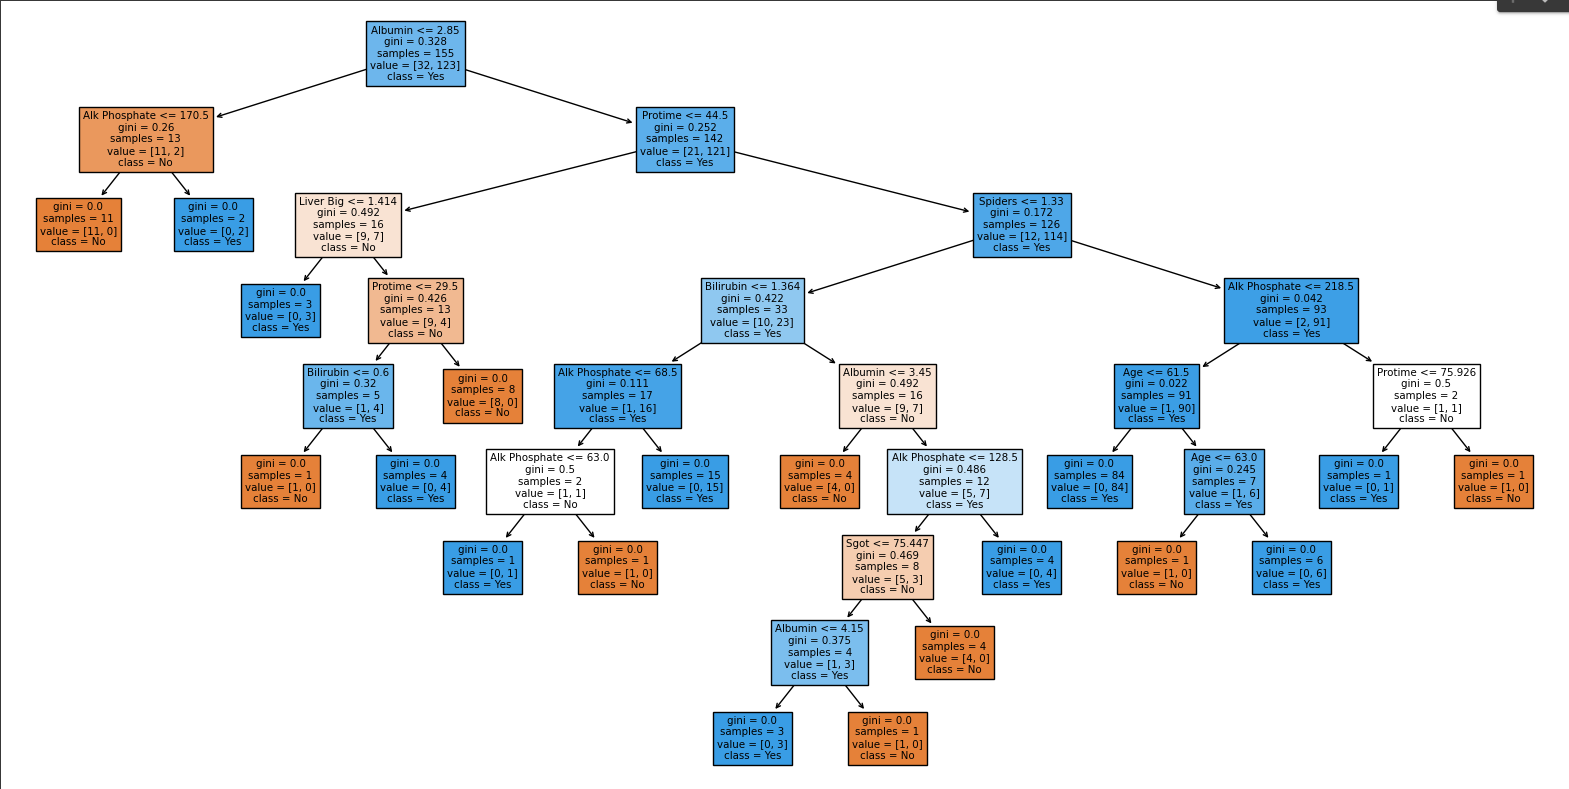 Albumin <= 2.85
gini = 0.328
samples = 155
value = [32, 123]
class = Yes
Alk Phosphate <= 170.5
gini = 0.26
samples = 13
value = [11, 2]
class = No
Protime <= 44.5
gini = 0.252
samples = 142
value = [21, 121]
class = Yes
gini = 0.0
samples = 11
value = [11, 0]
class = No
gini = 0.0
samples = 2
value = [0, 2]
class = Yes
Liver Big <= 1.414
gini = 0.492
samples = 16
value = [9, 7]
class = No
Spiders <= 1.33
gini = 0.172
samples = 126
value = [12, 114]
class = Yes
gini = 0.0
samples = 3
value = [0, 3]
class = Yes
Protime <= 29.5
gini = 0.426
samples = 13
value = [9, 4]
class = No
Bilirubin <= 1.364
gini = 0.422
samples = 33
value = [10, 23]
class = Yes
Alk Phosphate <= 218.5
gini = 0.042
samples = 93
value = [2, 91]
class = Yes
Bilirubin <= 0.6
gini = 0.32
samples = 5
value = [1, 4]
class = Yes
gini = 0.0
samples = 8
value = [8, 0]
class = No
Alk Phosphate <= 68.5
gini = 0.111
samples = 17
value = [1, 16]
class = Yes
Albumin <= 3.45
gini = 0.492
samples = 16
value = [9, 7]
class = No
Age <= 61.5
gini = 0.022
samples = 91
value = [1, 90]
class = Yes
Protime <= 75.926
gini = 0.5
samples = 2
value = [1, 1]
class = No
gini = 0.0
samples = 1
value = [1, 0]
class = No
gini = 0.0
samples = 4
value = [0, 4]
class = Yes
Alk Phosphate <= 63.0
gini = 0.5
samples = 2
value = [1, 1]
class = No
gini = 0.0
samples = 15
value = [0, 15]
class = Yes
gini = 0.0
samples = 4
value = [4, 0]
class = No
Alk Phosphate <= 128.5
gini = 0.486
samples = 12
value = [5, 7]
class = Yes
gini = 0.0
samples = 84
value = [0, 84]
class = Yes
Age <= 63.0
gini = 0.245
samples = 7
value = [1, 6]
class = Yes
gini = 0.0
samples = 1
value = [0, 1]
class = Yes
gini = 0.0
samples = 1
value = [1, 0]
class = No
gini = 0.0
samples = 1
value = [0, 1]
class = Yes
gini = 0.0
samples = 1
value = [1, 0]
class = No
Sgot <= 75.447
gini = 0.469
samples = 8
value = [5, 3]
class = No
gini = 0.0
samples = 4
value = [0, 4]
class = Yes
gini = 0.0
samples = 1
value = [1, 0]
class = No
gini = 0.0
samples = 6
value = [0, 6]
class = Yes
Albumin <= 4.15
gini = 0.375
samples = 4
value = [1, 3]
class = Yes
gini = 0.0
samples = 4
value = [4, 0]
class = No
gini = 0.0
samples = 3
value = [0, 3]
class = Yes
gini = 0.0
samples = 1
value = [1, 0]
class = No